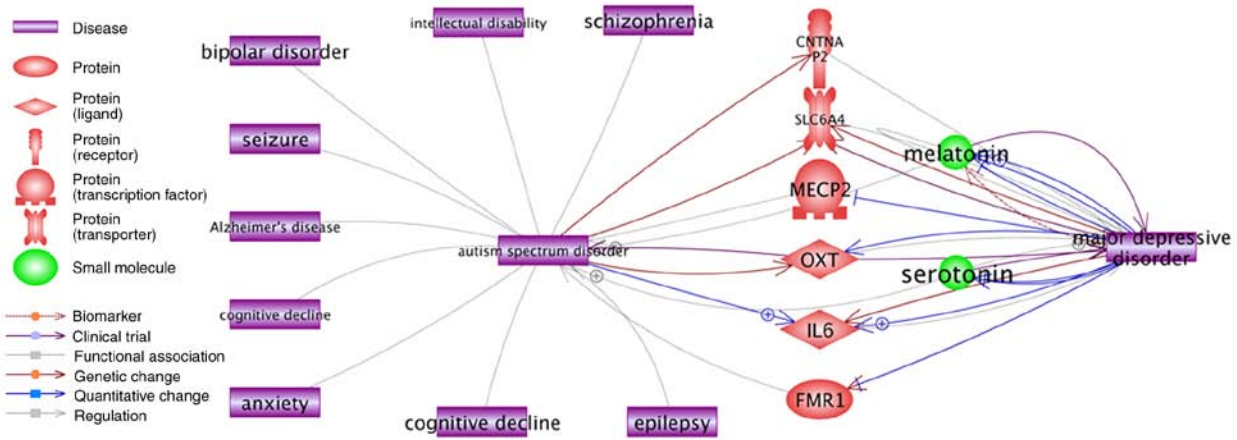 Disease
Protein
Protein
(ligand)
Protein
(receptor)
Protein
(transcription factor)
Protein
(transporter)
Small molecule
Biomarker
Clinical trial
Functional association
Genetic change
Quantitative change
Regulation
bipolar disorder
intellectual disability
schizophrenia
seizure
Alzheimer's disease
autism spectrum disorder
cognitive decline
anxiety
cognitive decline
epilepsy
CNTNA
P2
SLC6A4
MECP2
OXT
IL6
FMR1
melatonin
serotonin
major depressive
disorder